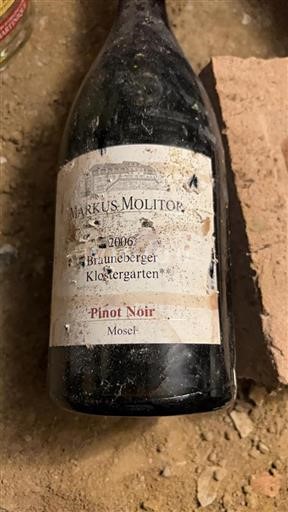 MARKUS MOLITOR
2006
Brauneberger
Klostergarten**
Pinot Noir
Mosel